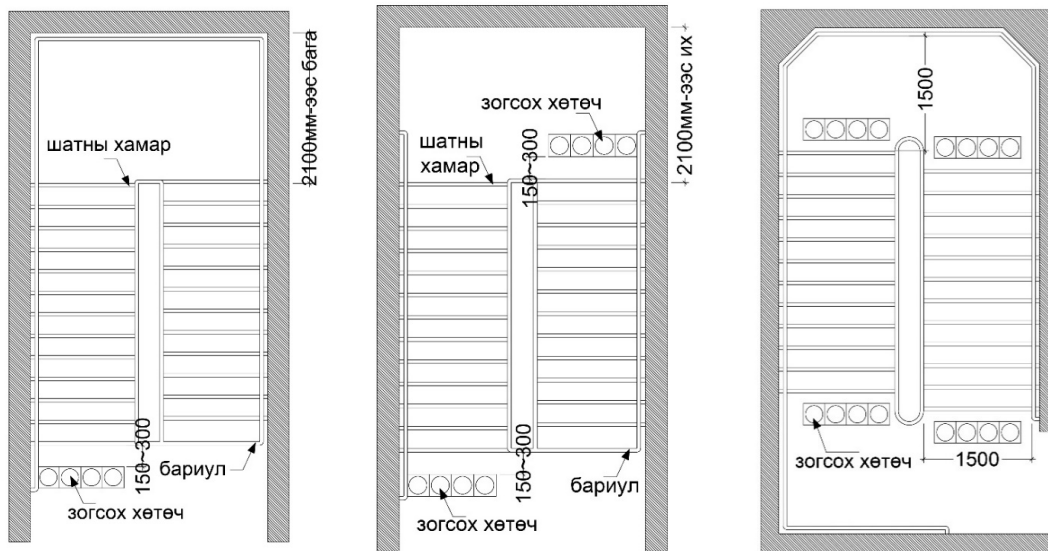 2100мм-ээс бага
шатны хамар
150~300
бариул
зогсох хөтөч
2100мм-ээс их
зогсох хөтөч
шатны
хамар
150~300
150~300
бариул
зогсох хөтөч
1500
зогсох хөтөч
1500